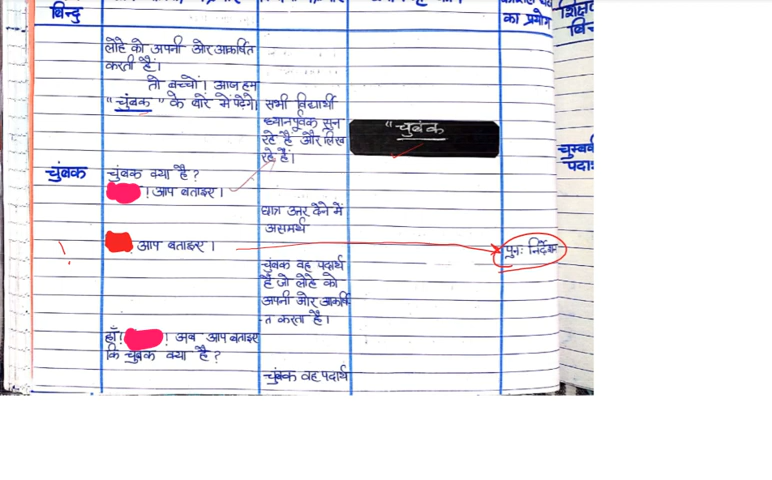 बिन्दु
का प्रयोग
लोहे को अपनी ओर आकर्षित
करती है।
तो बच्चों। आज हम
"चुंबक" के बारे में पढ़ेंगे।
सभी विद्यार्थी
ध्यानपूर्वक सुन
रहे हैं और लिख
रहे हैं।
"चुबक
चुंबक
चुंबक क्या है?
! आप बताइए।
छात्र उत्तर देने में
असमर्थ
आप बताइए।
पुनः निर्देशन
चुंबक वह पदार्थ
है जो लोहे को
अपनी ओर आकर्षि
-त करता है।
हाँ! ! अब आप बताइए
कि चुंबक क्या है?
चुंबक वह पदार्थ
चुम्बक